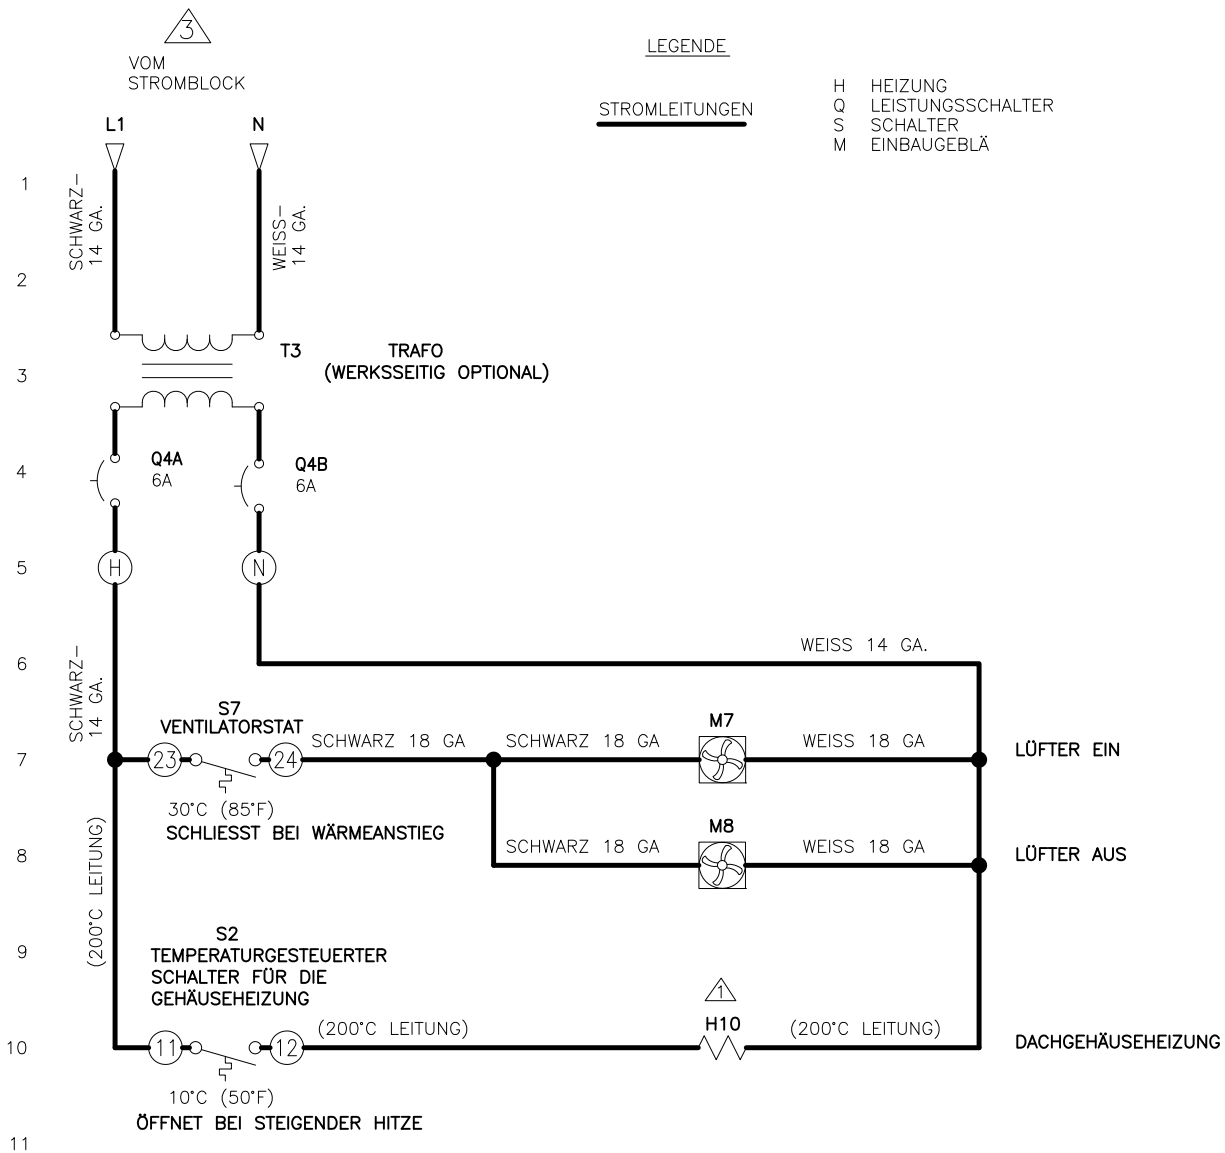 3
VOM
STROMBLOCK
LEGENDE
STROMLEITUNGEN
H HEIZUNG
Q LEISTUNGSSCHALTER
S SCHALTER
M EINBAUGEBLÄ
L1
N
1
SCHWARZ-
14 GA.
WEISS-
14 GA.
2
T3
TRAFO
(WERKSSEITIG OPTIONAL)
3
Q4A
6A
Q4B
6A
4
5
H
N
6
WEISS 14 GA.
SCHWARZ-
14 GA.
S7
VENTILATORSTAT
M7
7
23
24
SCHWARZ 18 GA
SCHWARZ 18 GA
WEISS 18 GA
LÜFTER EIN
30°C (85°F)
SCHLIESST BEI WÄRMEANSTIEG
M8
8
SCHWARZ 18 GA
WEISS 18 GA
LÜFTER AUS
(200°C LEITUNG)
9
S2
TEMPERATURGESTEUERTER
SCHALTER FÜR DIE
GEHÄUSEHEIZUNG
1
H10
10
11
12
(200°C LEITUNG)
(200°C LEITUNG)
DACHGEHÄUSEHEIZUNG
10°C (50°F)
ÖFFNET BEI STEIGENDER HITZE
11